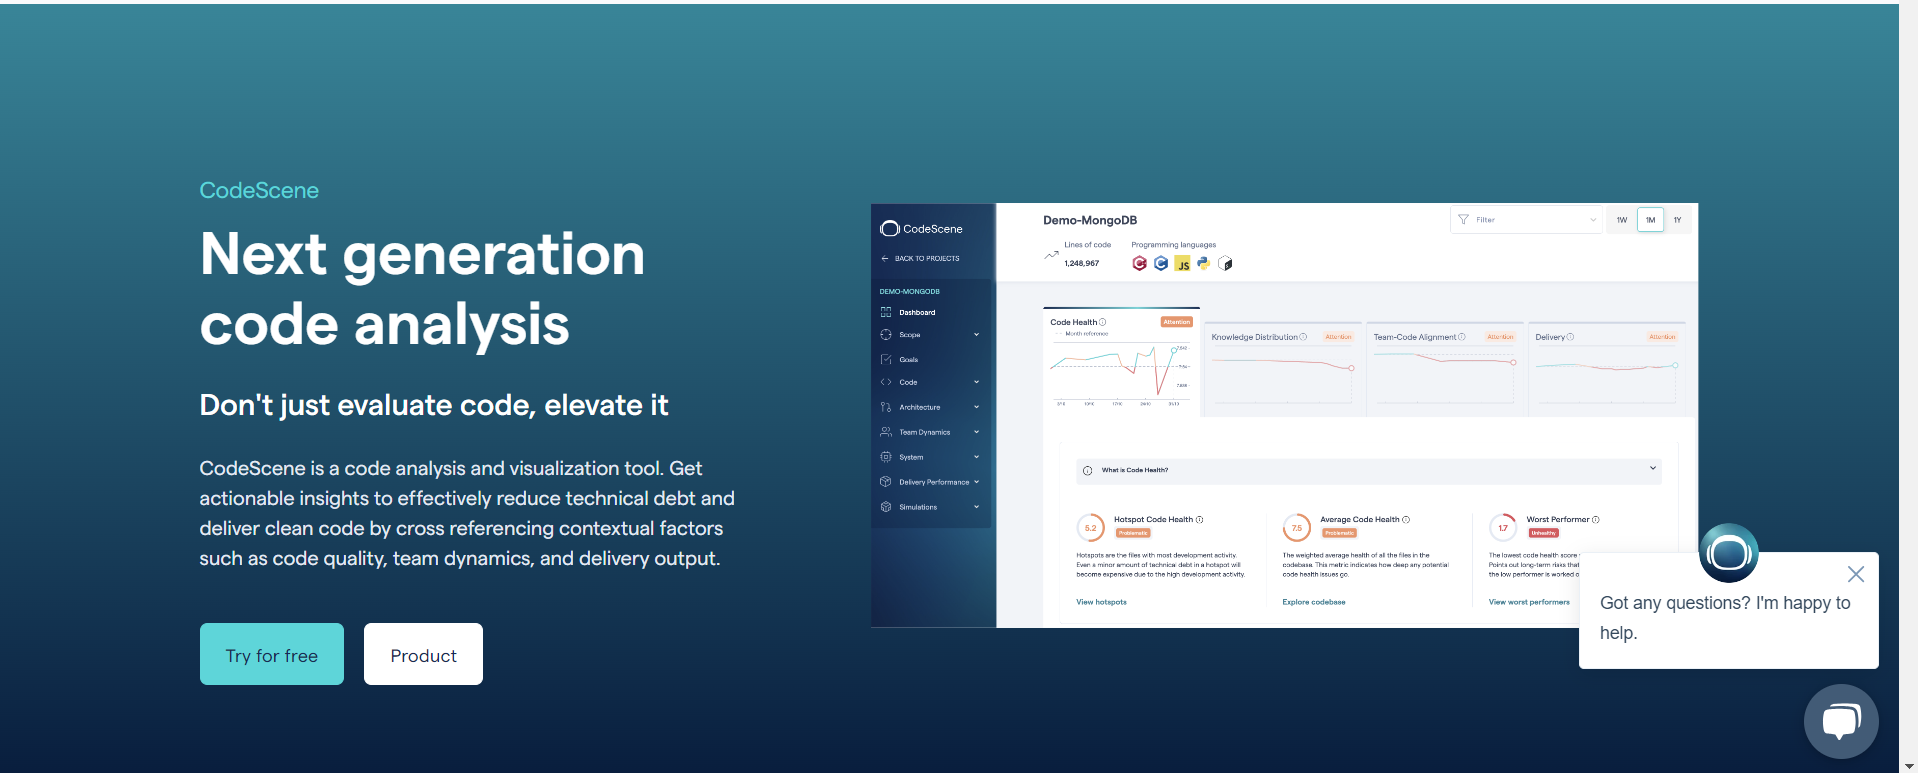 CodeScene
Next generation
code analysis
Don't just evaluate code, elevate it
CodeScene is a code analysis and visualization tool. Get
actionable insights to effectively reduce technical debt and
deliver clean code by cross referencing contextual factors
such as code quality, team dynamics, and delivery output.
Try for free
Product
CodeScene
BACK TO PROJECTS
DEMO-MONGODB
Dashboard
Scope
Goals
Code
Architecture
Team Dynamics
System
Delivery Performance
Simulations
Demo-MongoDB
Filter
1W
1M
1Y
Lines of code
1,248,967
Programming languages
JS
Code Health
Attention
Month reference
Knowledge Distribution
Attention
Team-Code Alignment
Attention
Delivery
Attention
What is Code Health?
5.2
Hotspot Code Health
Problematic
Hotspots are the files with most development activity.
Even a minor amount of technical debt in a hotspot will
become expensive due to the high development activity.
View hotspots
7.5
Average Code Health
Problematic
The weighted average health of all the files in the
codebase. This metric indicates how deep any potential
code health issues go.
Explore codebase
1.7
Worst Performer
Unhealthy
The lowest code health score
Points out long-term risks that
the low performer is worked o
View worst performers
Got any questions? I'm happy to
help.